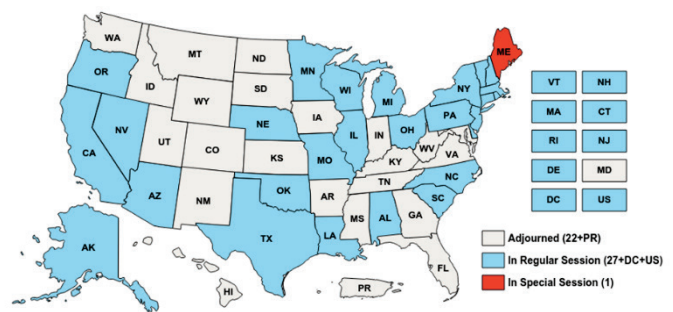 WA
ME
MT
ND
MN
OR
VT
NH
ID
SD
WI
NY
WY
MI
MA
CT
IA
PA
NE
NV
IL
IN
OH
RI
NJ
UT
CO
WV
VA
CA
KS
MO
KY
DE
MD
NC
TN
AZ
OK
NM
AR
SC
DC
US
MS
AL
GA
TX
LA
Adjourned (22+PR)
AK
In Regular Session (27+DC+US)
FL
In Special Session (1)
HI
PR